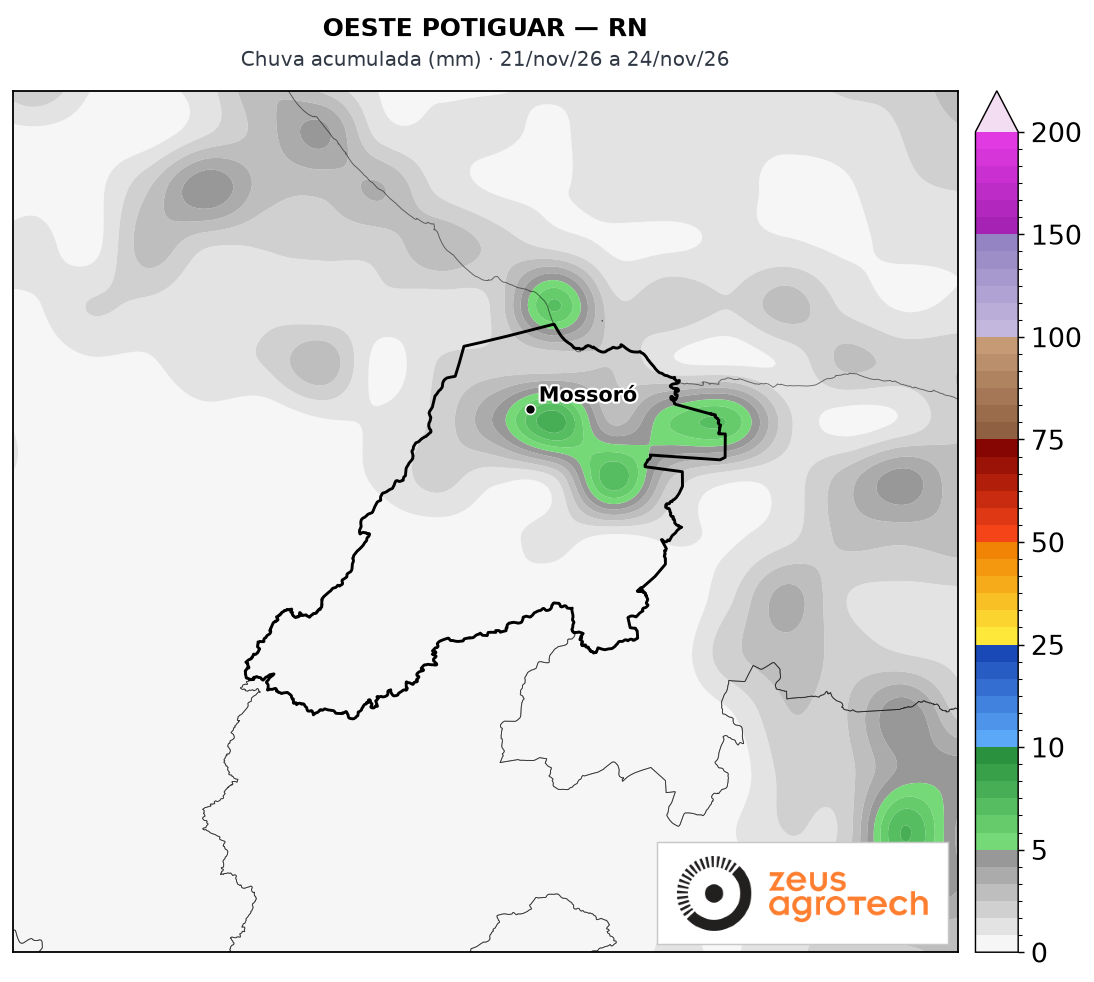 OESTE POTIGUAR — RN
Chuva acumulada (mm) · 21/nov/26 a 24/nov/26
200
150
100
75
50
25
10
5
0
Mossoró
zeus
agrotech